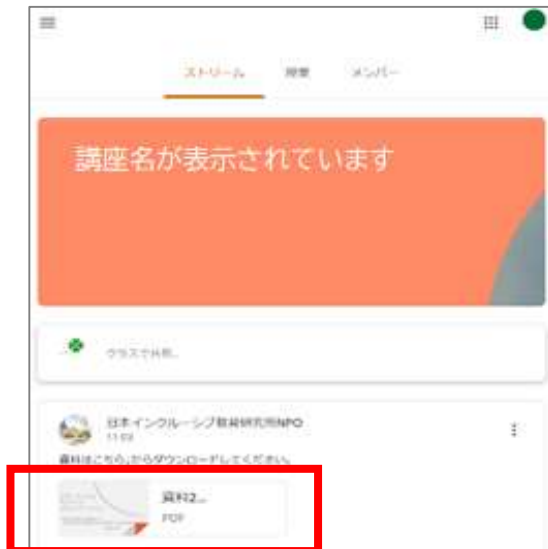 ストリーム 授業 メンバー
講座名が表示されています
クラスで共有...
日本インクルーシブ教育研究所NPO
11:03
資料はこちら、からダウンロードしてください。
資料2...
PDF